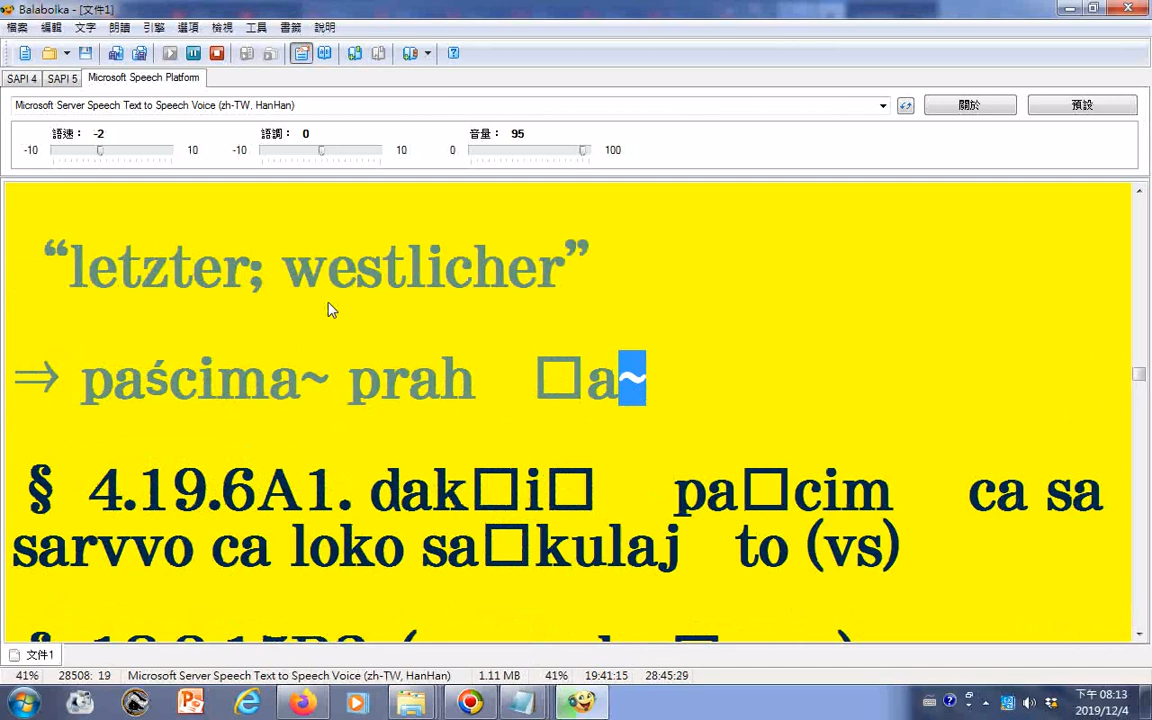 Balabolka - [文件1]
檔案 編輯 文字 朗讀 引擎 選項 檢視 工具 書籤 說明
SAPI 4 SAPI 5 Microsoft Speech Platform
Microsoft Server Speech Text to Speech Voice (zh-TW, HanHan) 關於 預設
語速： -2 語調： 0 音量： 95
-10 10 -10 10 0 100
“letzter; westlicher”
⇒ paścima~ prah □a~
§ 4.19.6A1. dak□i□ pa□cim ca sa
sarvvo ca loko sa□kulaj to (vs)
文件1
41% 28508: 19 Microsoft Server Speech Text to Speech Voice (zh-TW, HanHan) 1.11 MB 41% 19:41:15 28:45:29
下午 08:13
2019/12/4